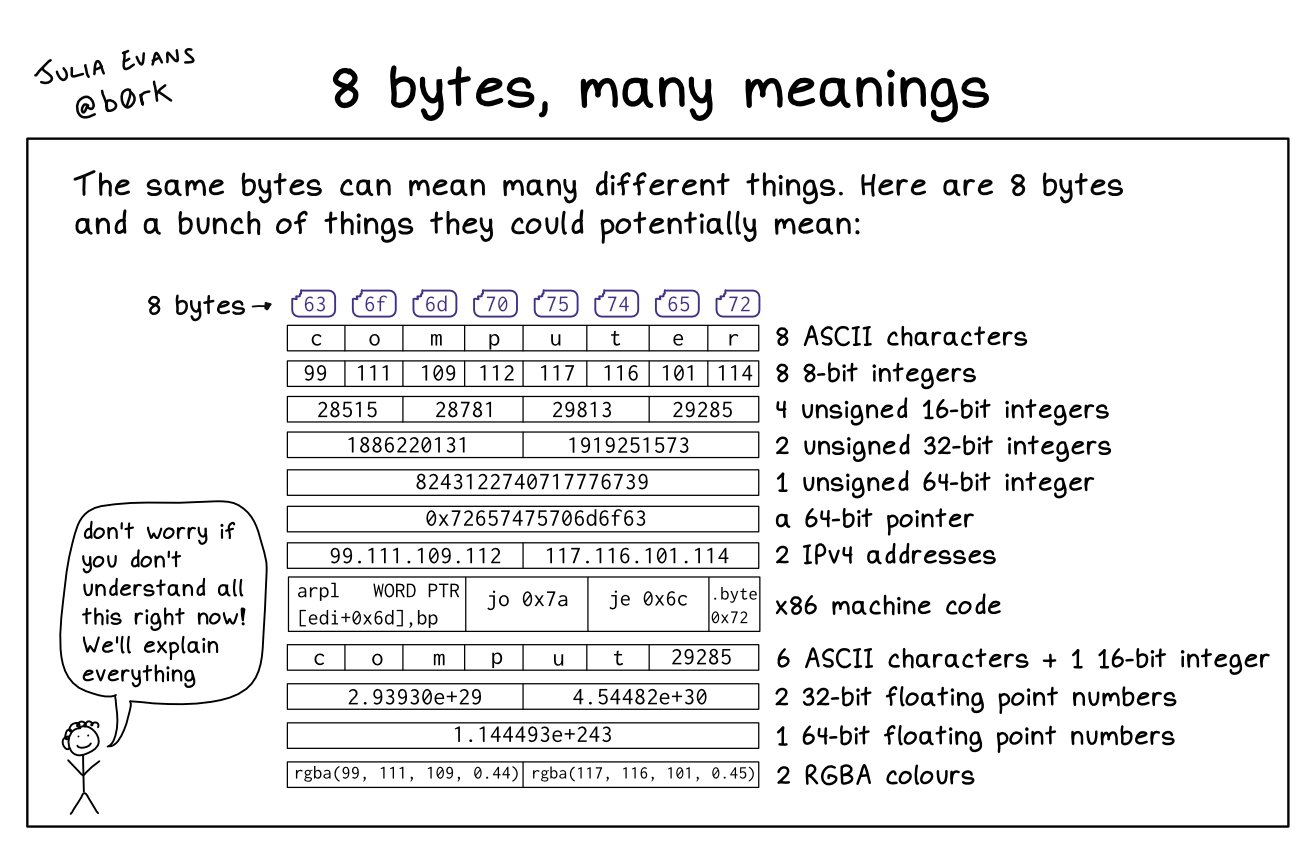 JULIA EVANS
@b0rk
8 bytes, many meanings
The same bytes can mean many different things. Here are 8 bytes
and a bunch of things they could potentially mean:
8 bytes → 63 6f 6d 70 75 74 65 72
c o m p u t e r 8 ASCII characters
99 111 109 112 117 116 101 114 8 8-bit integers
28515 28781 29813 29285 4 unsigned 16-bit integers
1886220131 1919251573 2 unsigned 32-bit integers
8243122740717776739 1 unsigned 64-bit integer
0x72657475706d6f63 a 64-bit pointer
99.111.109.112 117.116.101.114 2 IPv4 addresses
arpl WORD PTR
[edi+0x6d],bp
jo 0x7a
je 0x6c
.byte
0x72
x86 machine code
c o m p u t 29285 6 ASCII characters + 1 16-bit integer
2.93930e+29 4.54482e+30 2 32-bit floating point numbers
1.144493e+243 1 64-bit floating point numbers
rgba(99, 111, 109, 0.44) rgba(117, 116, 101, 0.45) 2 RGBA colours
don't worry if
you don't
understand all
this right now!
We'll explain
everything